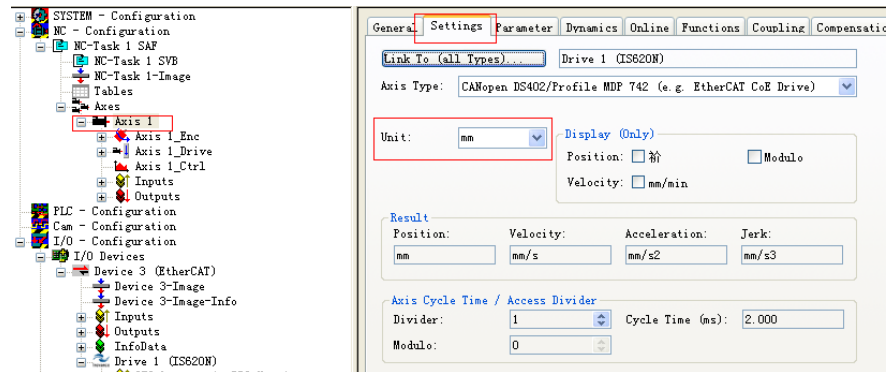 SYSTEM - Configuration
NC - Configuration
NC-Task 1 SAF
NC-Task 1 SVB
NC-Task 1-Image
Tables
Axes
Axis 1
Axis 1_Enc
Axis 1_Drive
Axis 1_Ctrl
Inputs
Outputs
PLC - Configuration
Cam - Configuration
I/O - Configuration
I/O Devices
Device 3 (EtherCAT)
Device 3-Image
Device 3-Image-Info
Inputs
Outputs
InfoData
Drive 1 (IS620N)
General Settings Parameter Dynamics Online Functions Coupling Compensatio
Link To (all Types)... Drive 1 (IS620N)
Axis Type: CANopen DS402/Profile MDP 742 (e.g. EtherCAT CoE Drive)
Unit: mm
Display (Only)
Position: Modulo
Velocity: mm/min
Result
Position: Velocity: Acceleration: Jerk:
mm mm/s mm/s2 mm/s3
Axis Cycle Time / Access Divider
Divider: 1 Cycle Time (ms): 2.000
Modulo: 0